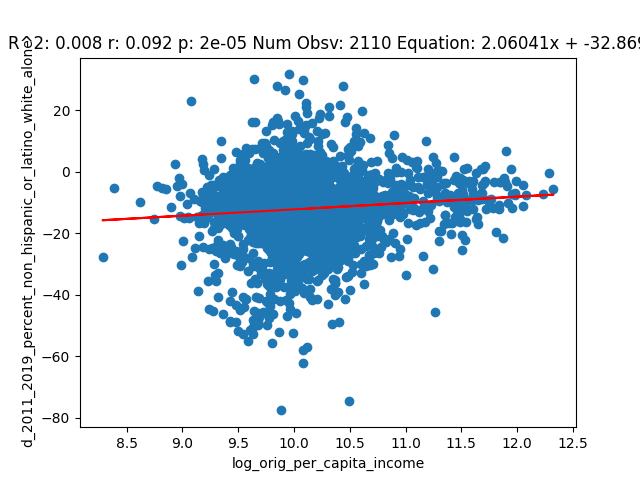 R^2: 0.008 r: 0.092 p: 2e-05 Num Obsv: 2110 Equation: 2.06041x + -32.869
d_2011_2019_percent_non_hispanic_or_latino_white_alone
20
0
−20
−40
−60
−80
8.5 9.0 9.5 10.0 10.5 11.0 11.5 12.0 12.5
log_orig_per_capita_income